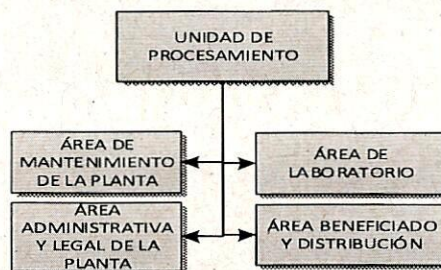 UNIDAD DE
PROCESAMIENTO
ÁREA DE
MANTENIMIENTO
DE LA PLANTA
ÁREA DE
LABORATORIO
ÁREA
ADMINISTRATIVA
Y LEGAL DE LA
PLANTA
ÁREA BENEFICIADO
Y DISTRIBUCIÓN